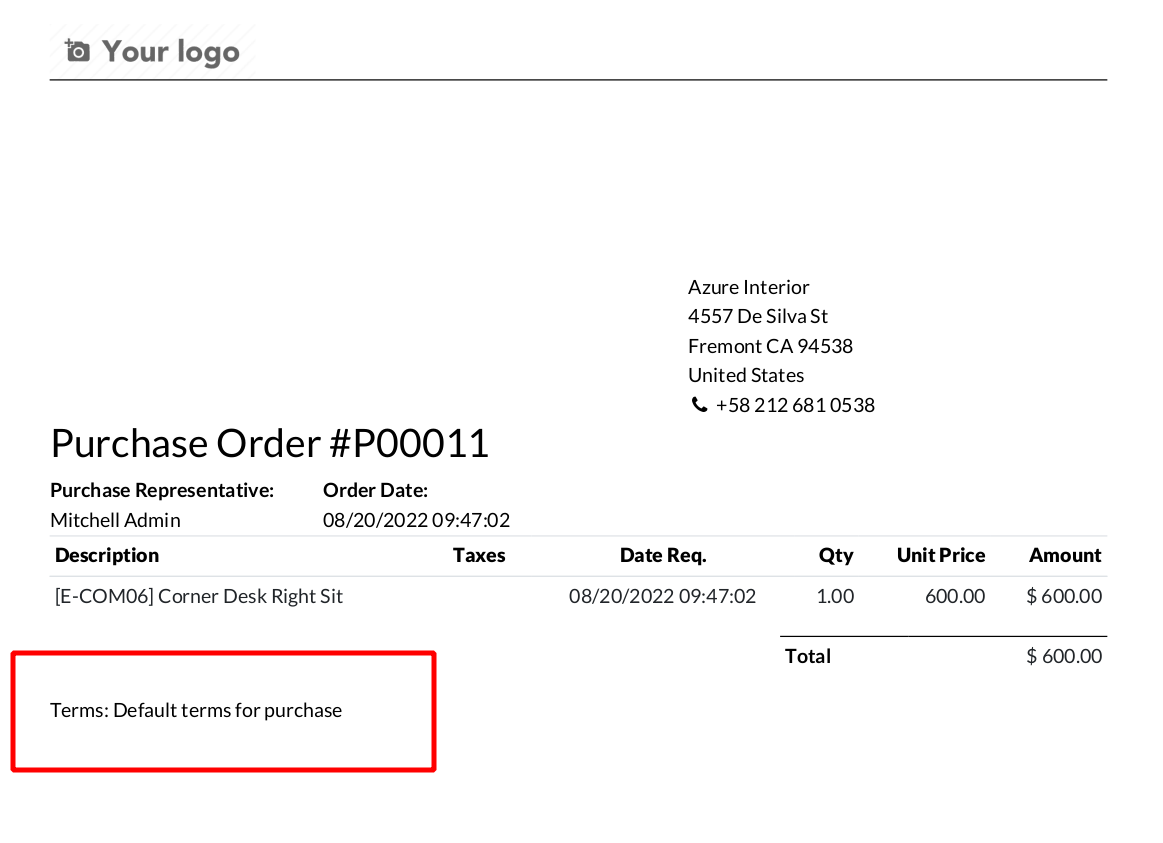 Your logo
Azure Interior
4557 De Silva St
Fremont CA 94538
United States
+58 212 681 0538
Purchase Order #P00011
Purchase Representative: Order Date:
Mitchell Admin 08/20/2022 09:47:02
Description Taxes Date Req. Qty Unit Price Amount
[E-COM06] Corner Desk Right Sit 08/20/2022 09:47:02 1.00 600.00 $ 600.00
Total $ 600.00
Terms: Default terms for purchase